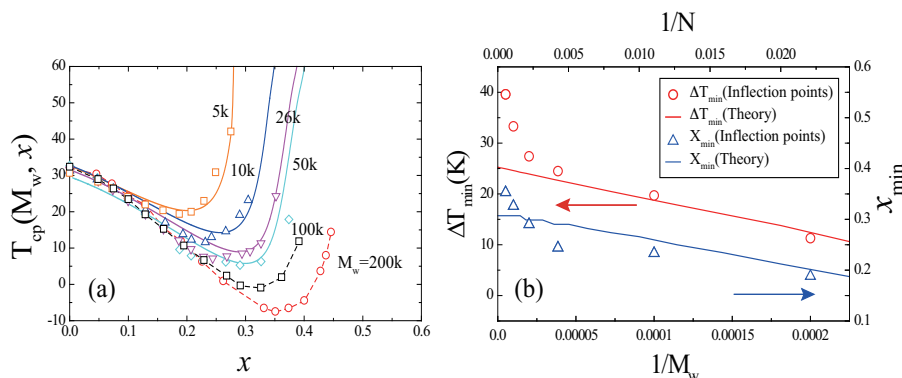 60
50
40
30
20
10
0
-10
0.0
0.1
0.2
0.3
0.4
0.5
0.6
T_cp(M_w, x)
x
5k
10k
26k
50k
100k
M_w=200k
(a)
1/N
0.000
0.005
0.010
0.015
0.020
ΔT_min(K)
40
30
20
10
0
0.00005
0.0001
0.00015
0.0002
1/M_w
0.6
0.5
0.4
0.3
0.2
0.1
x_min
ΔT_min(Inflection points)
ΔT_min(Theory)
X_min(Inflection points)
X_min(Theory)
(b)